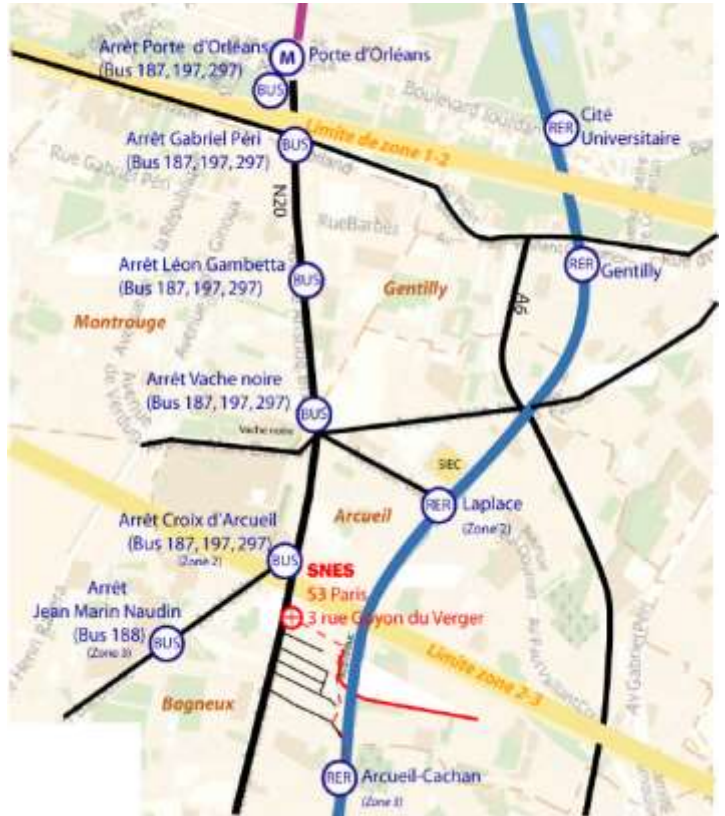 Arrêt Porte d'Orléans
(Bus 187, 197, 297)
M
Porte d'Orléans
BUS
Boulevard Jourdan
RER
Cité
Universitaire
Limite de zone 1-2
Arrêt Gabriel Péri
(Bus 187, 197, 297)
BUS
Rue Gabriel Péri
N20
Rue Barbès
Avenue
Arrêt Léon Gambetta
(Bus 187, 197, 297)
BUS
Gentilly
RER
Gentilly
A6
Montrouge
Arrêt Vache noire
(Bus 187, 197, 297)
BUS
Vache noire
SIEC
RER
Laplace
(Zone 2)
Arcueil
Arrêt Croix d'Arcueil
(Bus 187, 197, 297)
(Zone 2)
BUS
SNES
S3 Paris
3 rue Guyon du Verger
Arrêt
Jean Marin Naudin
(Bus 188)
(Zone 3)
BUS
Limite zone 2-3
Bagneux
Av Gabriel Péri
RER
Arcueil-Cachan
(Zone 3)